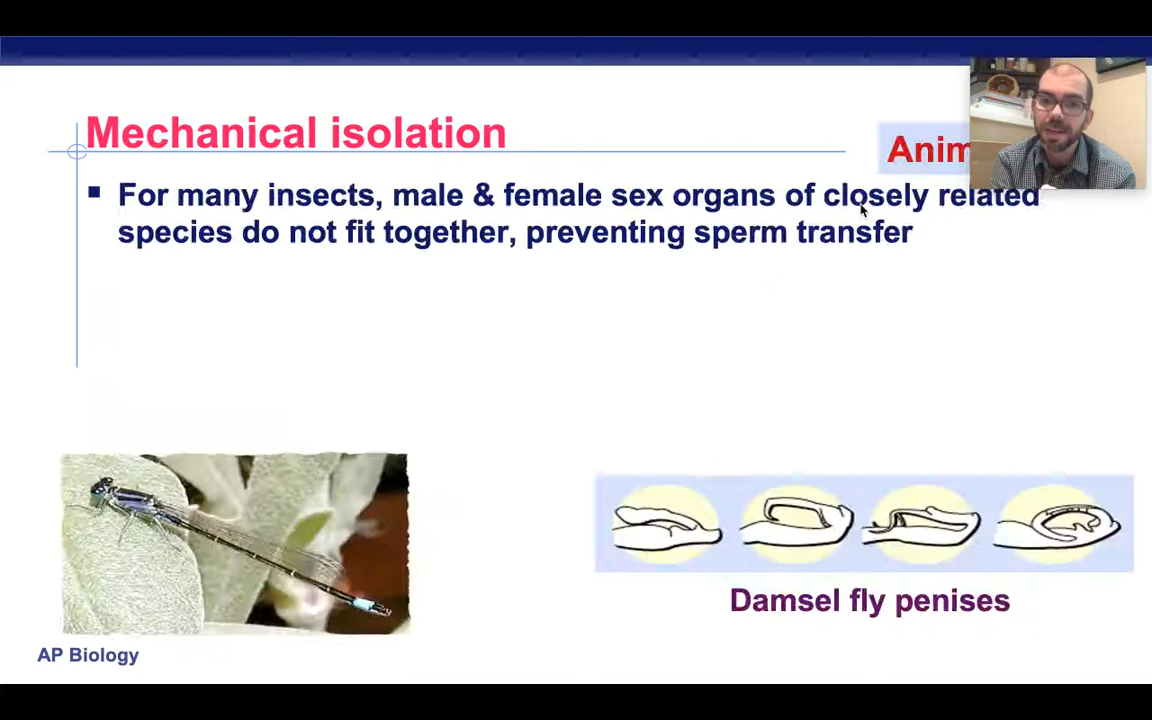 Mechanical isolation
Anim
▪ For many insects, male & female sex organs of closely related
species do not fit together, preventing sperm transfer
Damsel fly penises
AP Biology